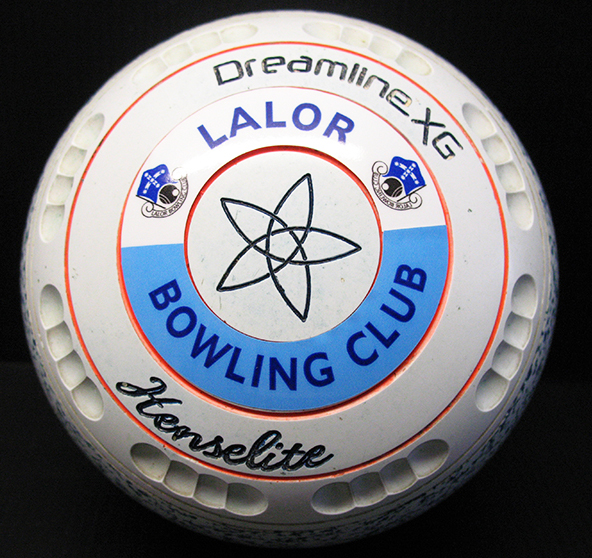 Dreamline XG
LALOR
BOWLING CLUB
Henselite